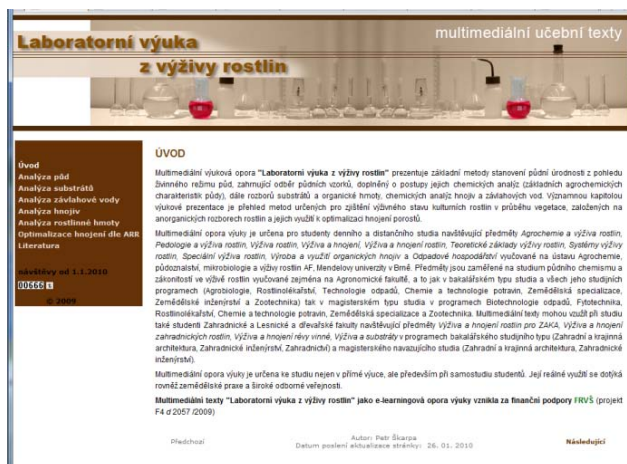 multimediální učební texty
Laboratorní výuka
z výživy rostlin
Úvod
Analýza půd
Analýza substrátů
Analýza závlahové vody
Analýza hnojiv
Analýza rostlinné hmoty
Optimalizace hnojení dle ARR
Literatura
návštěvy od 1.1.2010
00666
© 2009
ÚVOD
Multimediální výuková opora "Laboratorní výuka z výživy rostlin" prezentuje základní metody stanovení půdní úrodnosti z pohledu
živinného režimu půd, zahrnující odběr půdních vzorků, doplněný o postupy jejich chemických analýz (základních agrochemických
charakteristik půdy), dále rozborů substrátů a organické hmoty, chemických analýz hnojiv a závlahových vod. Významnou kapitolou
výukové prezentace je přehled metod určených pro zjištění výživného stavu kulturních rostlin v průběhu vegetace, založených na
anorganických rozborech rostlin a jejich využití k optimalizaci hnojení porostů.
Multimediální opora výuky je určena pro studenty denního a distančního studia navštěvující předměty Agrochemie a výživa rostlin,
Pedologie a výživa rostlin, Výživa rostlin, Výživa a hnojení, Výživa a hnojení rostlin, Teoretické základy výživy rostlin, Systémy výživy
rostlin, Speciální výživa rostlin, Výroba a využití organických hnojiv a Odpadové hospodářství vyučované na ústavu Agrochemie,
půdoznalství, mikrobiologie a výživy rostlin AF, Mendelovy univerzity v Brně. Předměty jsou zaměřené na studium půdního chemismu a
zákonitostí ve výživě rostlin vyučované zejména na Agronomické fakultě, a to jak v bakalářském typu studia a všech jeho studijních
programech (Agrobiologie, Rostlinolékařství, Technologie odpadů, Chemie a technologie potravin, Zemědělská specializace,
Zemědělské inženýrství a Zootechnika) tak v magisterském typu studia v programech Biotechnologie odpadů, Fytotechnika,
Rostlinolékařství, Chemie a technologie potravin, Zemědělská specializace a Zootechnika. Multimediální texty mohou využít při studiu
také studenti Zahradnické a Lesnické a dřevařské fakulty navštěvující předměty Výživa a hnojení rostlin pro ZAKA, Výživa a hnojení
zahradnických rostlin, Výživa a hnojení révy vinné, Výživa a substráty v programech bakalářského studijního typu (Zahradní a krajinná
architektura, Zahradnické inženýrství, Zahradnictví) a magisterského navazujícího studia (Zahradní a krajinná architektura, Zahradnické
inženýrství).
Multimediální opora výuky je určena ke studiu nejen v přímé výuce, ale především při samostudiu studentů. Její reálné využití se dotýká
rovněž zemědělské praxe a široké odborné veřejnosti.
Multimediální texty "Laboratorní výuka z výživy rostlin" jako e-learningová opora výuky vznikla za finanční podpory FRVŠ (projekt
F4 d 2057 /2009)
Předchozí
Autor: Petr Škarpa
Datum poslení aktualizace stránky: 26. 01. 2010
Následující